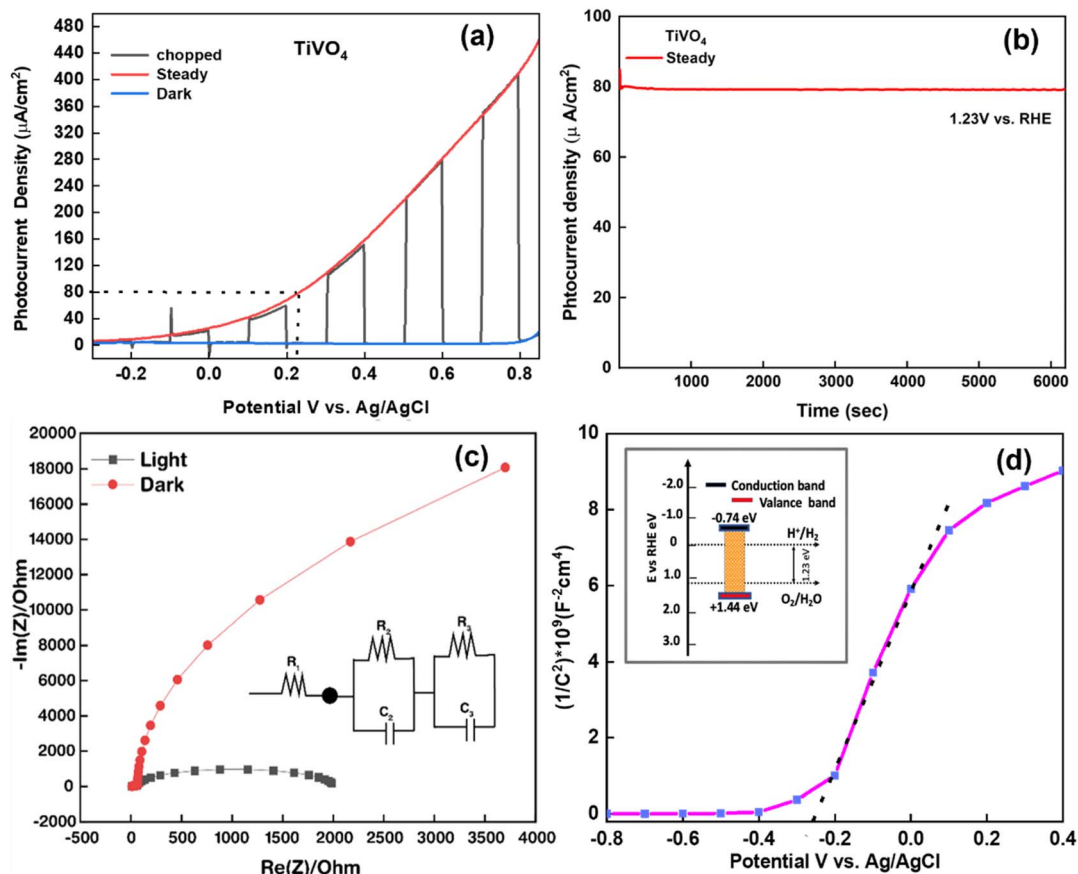 (a)
TiVO₄
chopped
Steady
Dark
480
440
400
360
320
280
240
200
160
120
80
40
0
Photocurrent Density (μA/cm²)
-0.2 0.0 0.2 0.4 0.6 0.8
Potential V vs. Ag/AgCl
(b)
TiVO₄
Steady
1.23V vs. RHE
100
80
60
40
20
0
Phtocurrent density (μ A/cm²)
1000 2000 3000 4000 5000 6000
Time (sec)
(c)
Light
Dark
20000
18000
16000
14000
12000
10000
8000
6000
4000
2000
0
-2000
-Im(Z)/Ohm
R₁
R₂
C₂
R₃
C₃
0 500 1000 1500 2000 2500 3000 3500 4000
Re(Z)/Ohm
(d)
10
8
6
4
2
0
(1/C²)*10⁹(F⁻²cm⁴)
Conduction band
Valance band
-2.0
-1.0
0
1.0
2.0
3.0
E vs RHE eV
-0.74 eV
H⁺/H₂
1.23 eV
O₂/H₂O
+1.44 eV
-0.8 -0.6 -0.4 -0.2 0.0 0.2 0.4
Potential V vs. Ag/AgCl